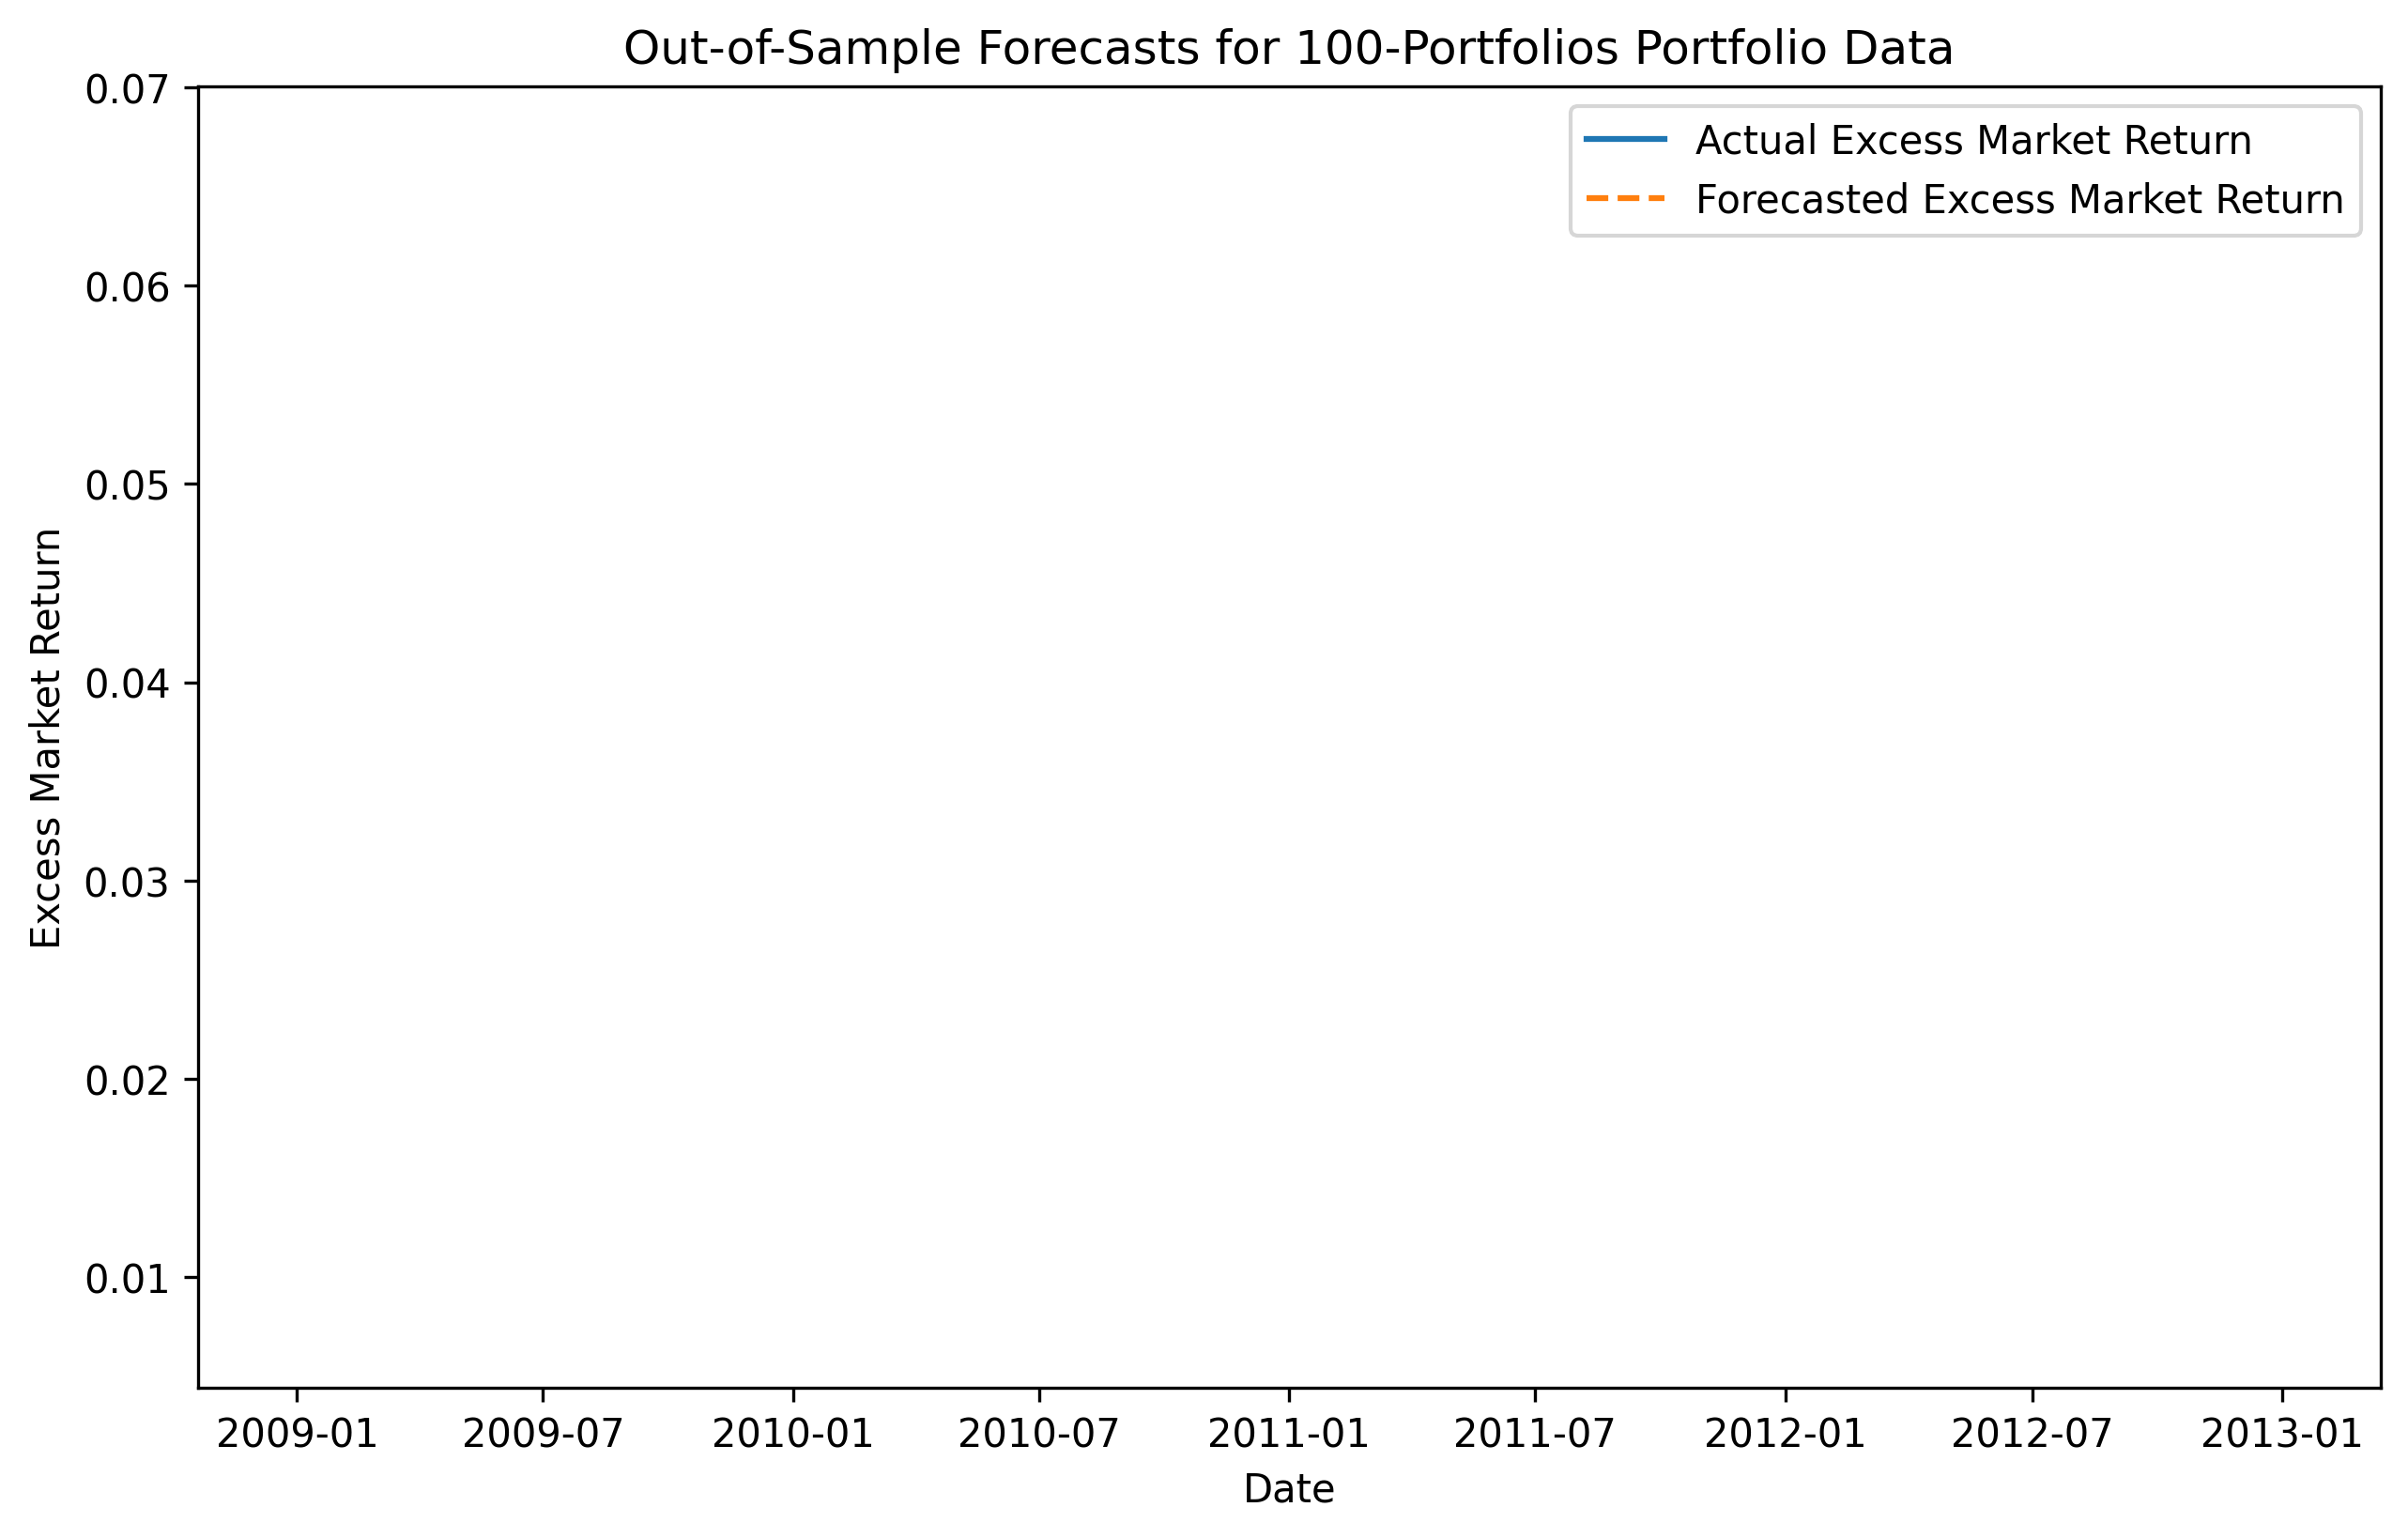 Out-of-Sample Forecasts for 100-Portfolios Portfolio Data
0.07
0.06
0.05
0.04
0.03
0.02
0.01
Excess Market Return
Actual Excess Market Return
Forecasted Excess Market Return
2009-01 2009-07 2010-01 2010-07 2011-01 2011-07 2012-01 2012-07 2013-01
Date